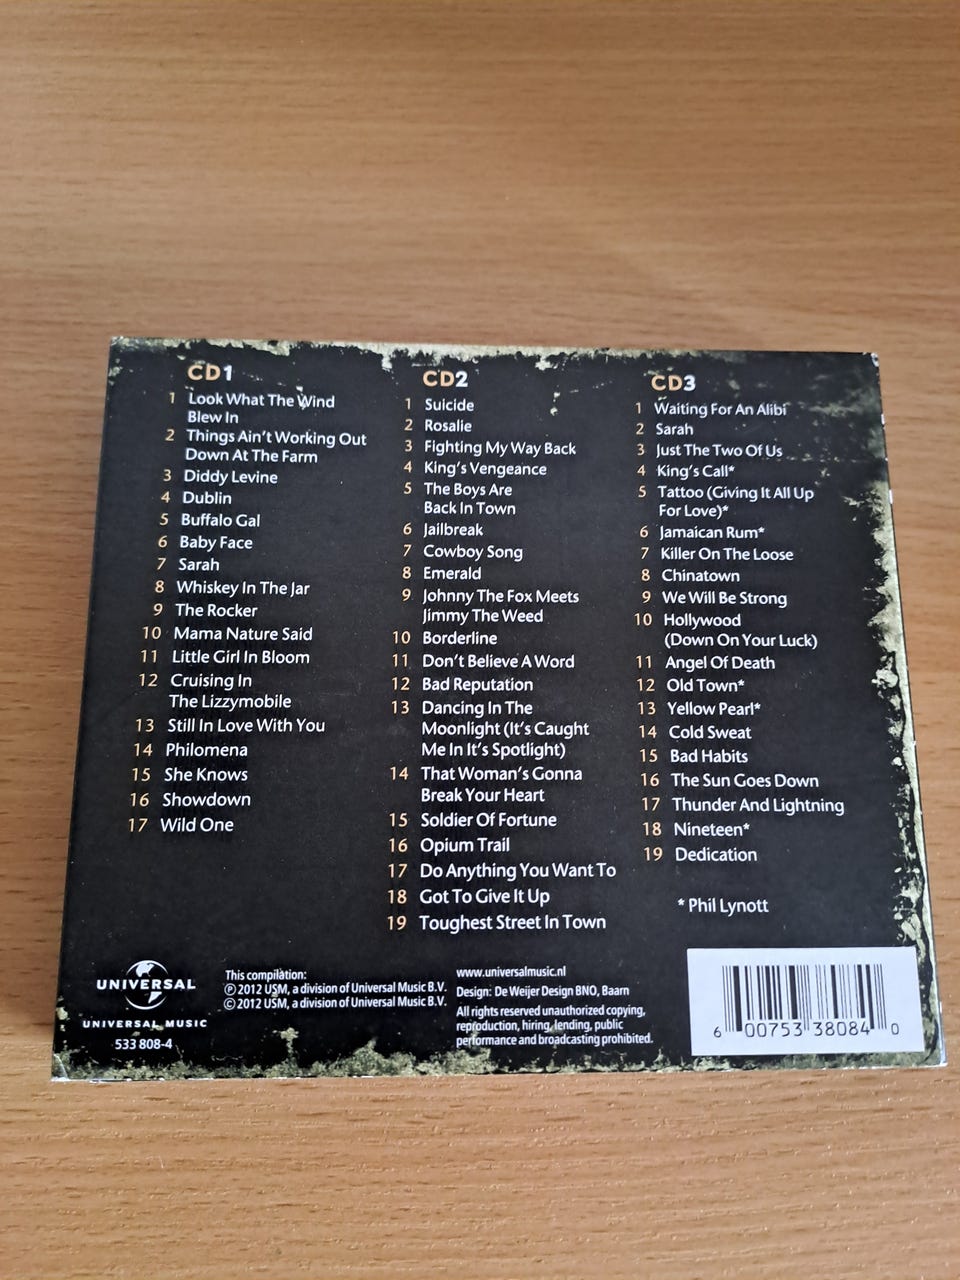 CD1
1 Look What The Wind
Blew In
2 Things Ain't Working Out
Down At The Farm
3 Diddy Levine
4 Dublin
5 Buffalo Gal
6 Baby Face
7 Sarah
8 Whiskey In The Jar
9 The Rocker
10 Mama Nature Said
11 Little Girl In Bloom
12 Cruising In
The Lizzymobile
13 Still In Love With You
14 Philomena
15 She Knows
16 Showdown
17 Wild One
CD2
1 Suicide
2 Rosalie
3 Fighting My Way Back
4 King's Vengeance
5 The Boys Are
Back In Town
6 Jailbreak
7 Cowboy Song
8 Emerald
9 Johnny The Fox Meets
Jimmy The Weed
10 Borderline
11 Don't Believe A Word
12 Bad Reputation
13 Dancing In The
Moonlight (It's Caught
Me In It's Spotlight)
14 That Woman's Gonna
Break Your Heart
15 Soldier Of Fortune
16 Opium Trail
17 Do Anything You Want To
18 Got To Give It Up
19 Toughest Street In Town
CD3
1 Waiting For An Alibi
2 Sarah
3 Just The Two Of Us
4 King's Call*
5 Tattoo (Giving It All Up
For Love)*
6 Jamaican Rum*
7 Killer On The Loose
8 Chinatown
9 We Will Be Strong
10 Hollywood
(Down On Your Luck)
11 Angel Of Death
12 Old Town*
13 Yellow Pearl*
14 Cold Sweat
15 Bad Habits
16 The Sun Goes Down
17 Thunder And Lightning
18 Nineteen*
19 Dedication
* Phil Lynott
UNIVERSAL
UNIVERSAL MUSIC
533 808-4
This compilation:
℗ 2012 USM, a division of Universal Music B.V.
© 2012 USM, a division of Universal Music B.V.
www.universalmusic.nl
Design: De Weijer Design BNO, Baarn
All rights reserved unauthorized copying,
reproduction, hiring, lending, public
performance and broadcasting prohibited.
6 00753 38084 0